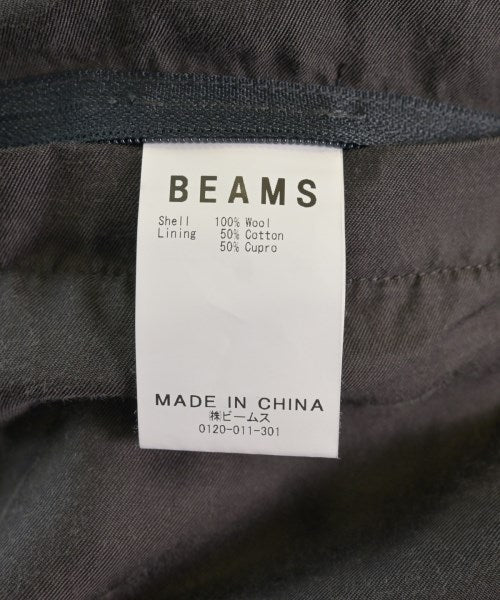 BEAMS
Shell 100% Wool
Lining 50% Cotton
50% Cupro
MADE IN CHINA
㈱ビームス
0120-011-301